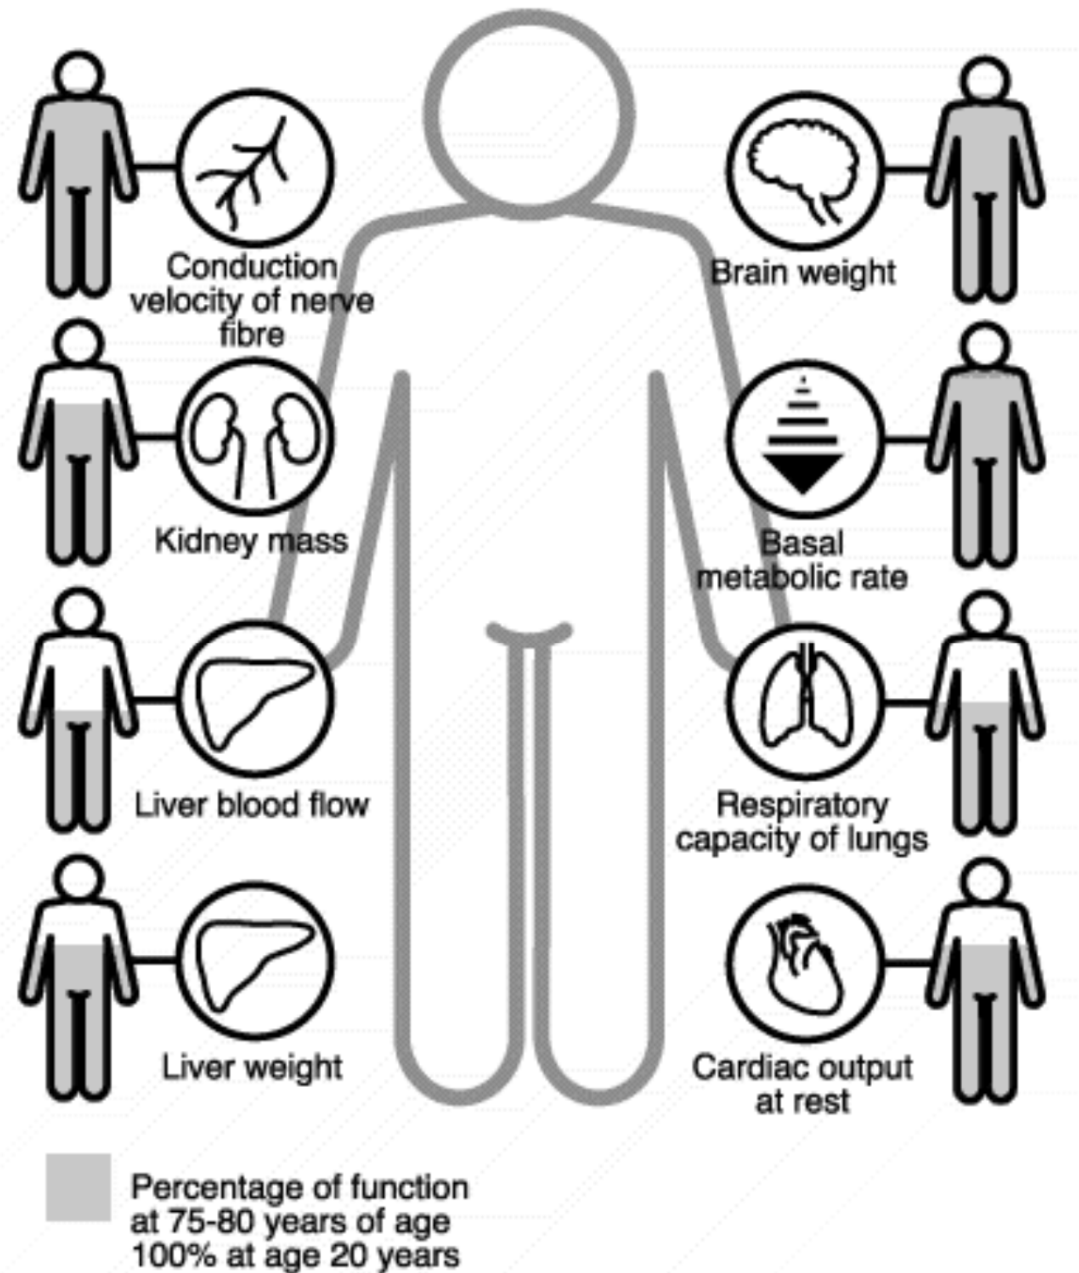 Conduction
velocity of nerve
fibre
Brain weight
Kidney mass
Basal
metabolic rate
Liver blood flow
Respiratory
capacity of lungs
Liver weight
Cardiac output
at rest
Percentage of function
at 75-80 years of age
100% at age 20 years